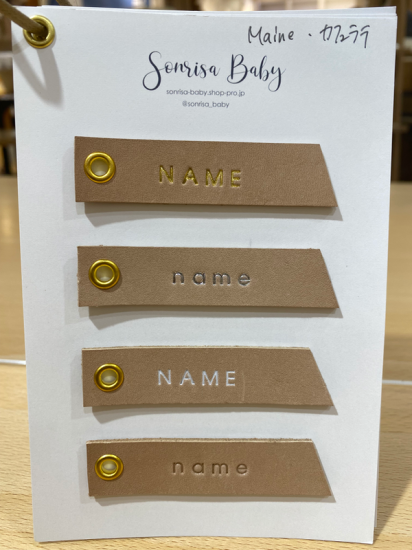 Maine・カフェラテ
Sonrisa Baby
sonrisa-baby.shop-pro.jp
@sonrisa_baby
NAME
name
NAME
name